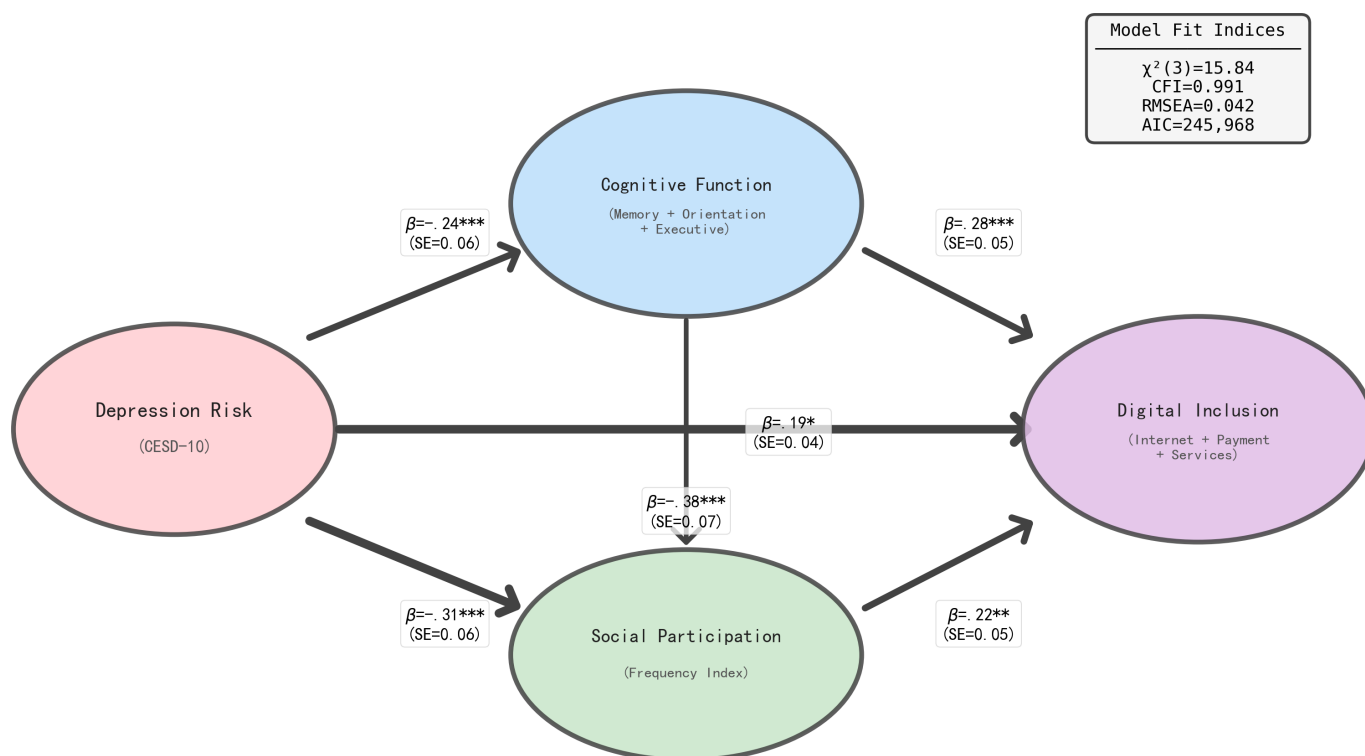 Model Fit Indices
χ²(3)=15.84
CFI=0.991
RMSEA=0.042
AIC=245,968
Cognitive Function
(Memory + Orientation
+ Executive)
β=-.24***
(SE=0.06)
β=.28***
(SE=0.05)
Depression Risk
(CESD-10)
β=.19*
(SE=0.04)
Digital Inclusion
(Internet + Payment
+ Services)
β=-.38***
(SE=0.07)
β=-.31***
(SE=0.06)
Social Participation
(Frequency Index)
β=.22**
(SE=0.05)